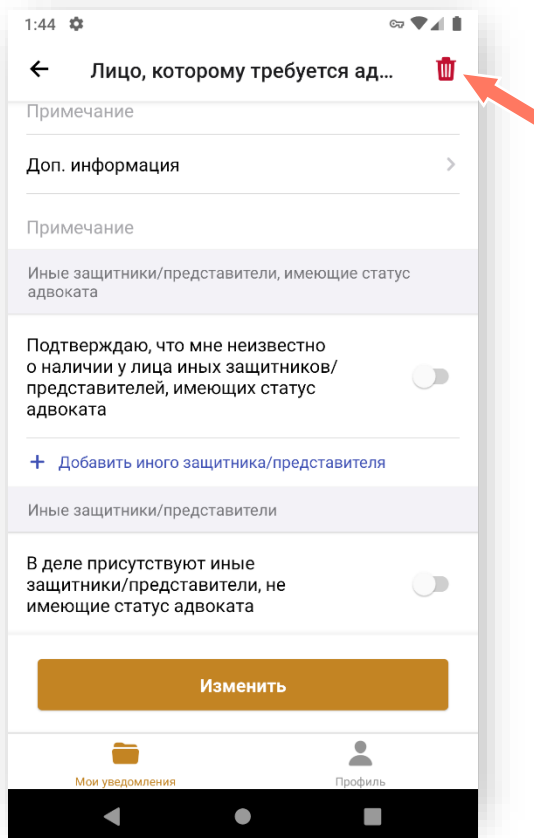 1:44
Лицо, которому требуется ад...
Примечание
Доп. информация
Примечание
Иные защитники/представители, имеющие статус
адвоката
Подтверждаю, что мне неизвестно
о наличии у лица иных защитников/
представителей, имеющих статус
адвоката
+ Добавить иного защитника/представителя
Иные защитники/представители
В деле присутствуют иные
защитники/представители, не
имеющие статус адвоката
Изменить
Мои уведомления
Профиль